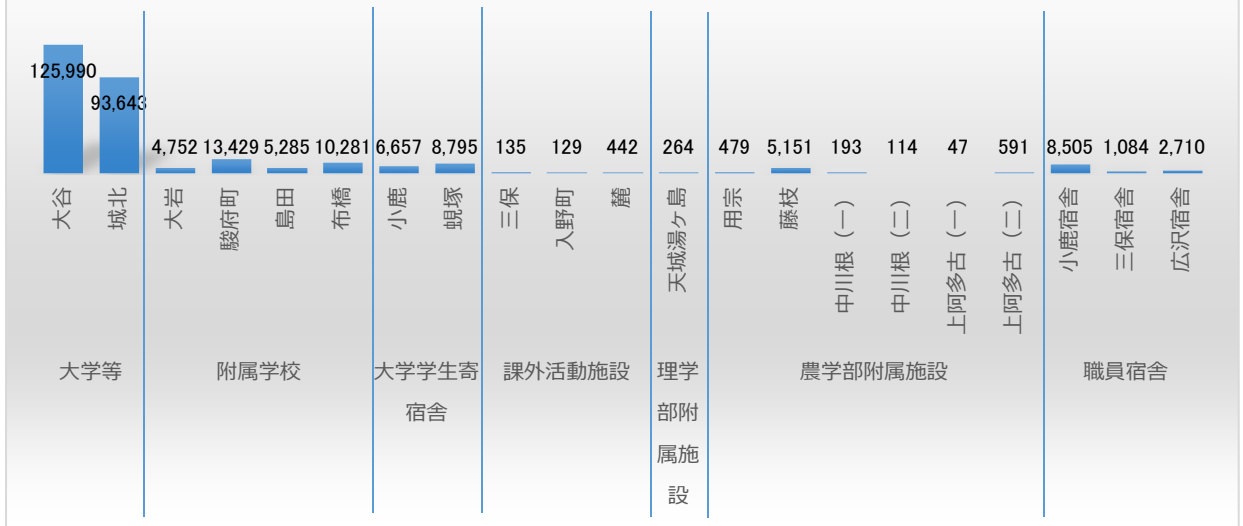 125,990
93,643
4,752 13,429 5,285 10,281 6,657 8,795 135 129 442 264 479 5,151 193 114 47 591 8,505 1,084 2,710
大谷
城北
大岩
駿府町
島田
布橋
小鹿
蜆塚
三保
入野町
麓
天城湯ヶ島
用宗
藤枝
中川根（一）
中川根（二）
上阿多古（一）
上阿多古（二）
小鹿宿舎
三保宿舎
広沢宿舎
大学等
附属学校
大学学生寄
宿舎
課外活動施設
理学
部附
属施
設
農学部附属施設
職員宿舎